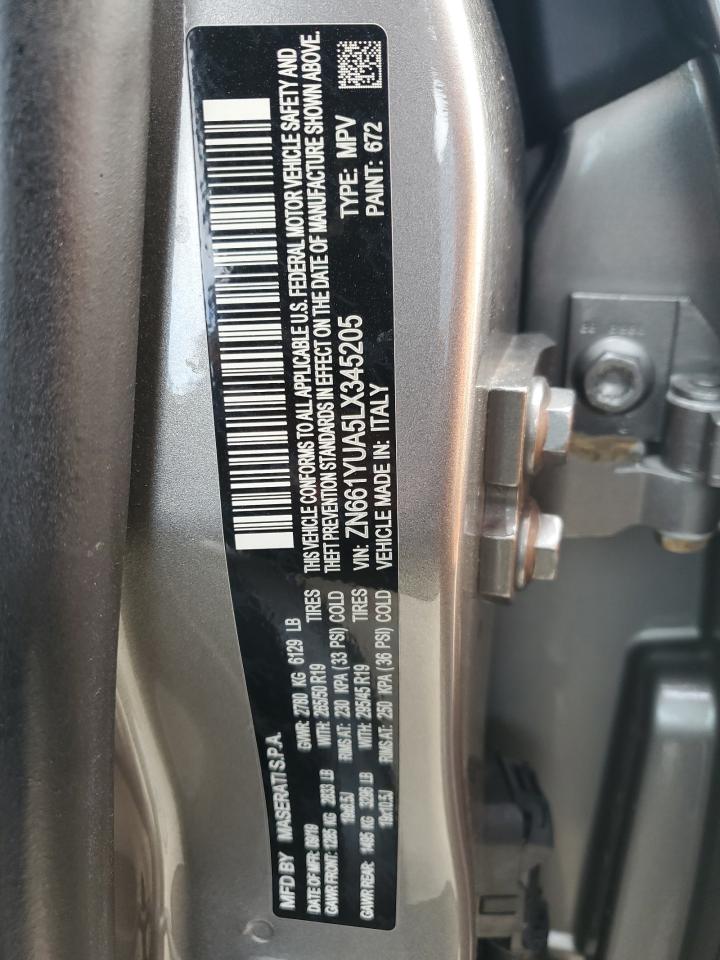 MFD BY MASERATI S.P.A.
DATE OF MFR: 08/19 GVWR: 2780 KG 6129 LB TIRES
GAWR FRONT: 1285 KG 2833 LB WITH: 265/50 R19
RIMS AT: 230 KPA (33 PSI) COLD
GAWR REAR: 1495 KG 3296 LB WITH: 295/45 R19 TIRES
19x10.5J RIMS AT: 250 KPA (36 PSI) COLD
THIS VEHICLE CONFORMS TO ALL APPLICABLE U.S. FEDERAL MOTOR VEHICLE SAFETY AND
THEFT PREVENTION STANDARDS IN EFFECT ON THE DATE OF MANUFACTURE SHOWN ABOVE.
VIN: ZN661YUA5LX345205 TYPE: MPV
VEHICLE MADE IN: ITALY PAINT: 672